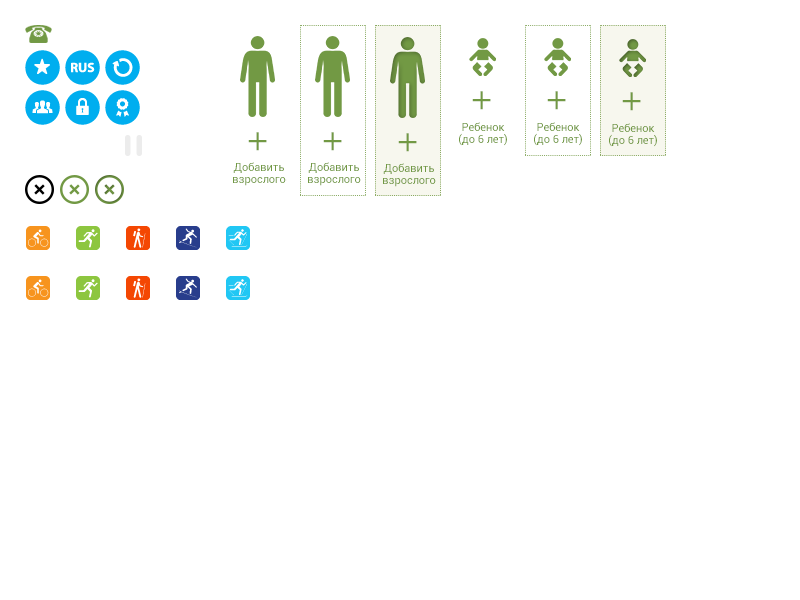 RUS
Добавить
взрослого
Добавить
взрослого
Добавить
взрослого
Ребенок
(до 6 лет)
Ребенок
(до 6 лет)
Ребенок
(до 6 лет)